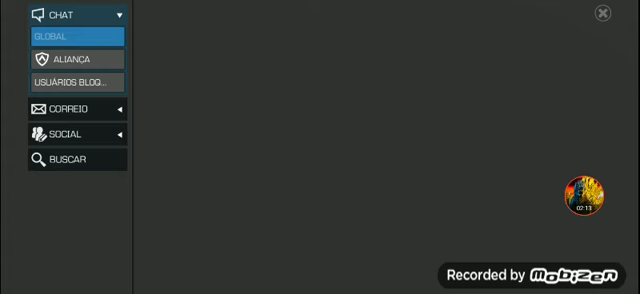 CHAT
GLOBAL
ALIANÇA
USUÁRIOS BLOQ...
CORREIO
SOCIAL
BUSCAR
02:13
Recorded by Mobizen